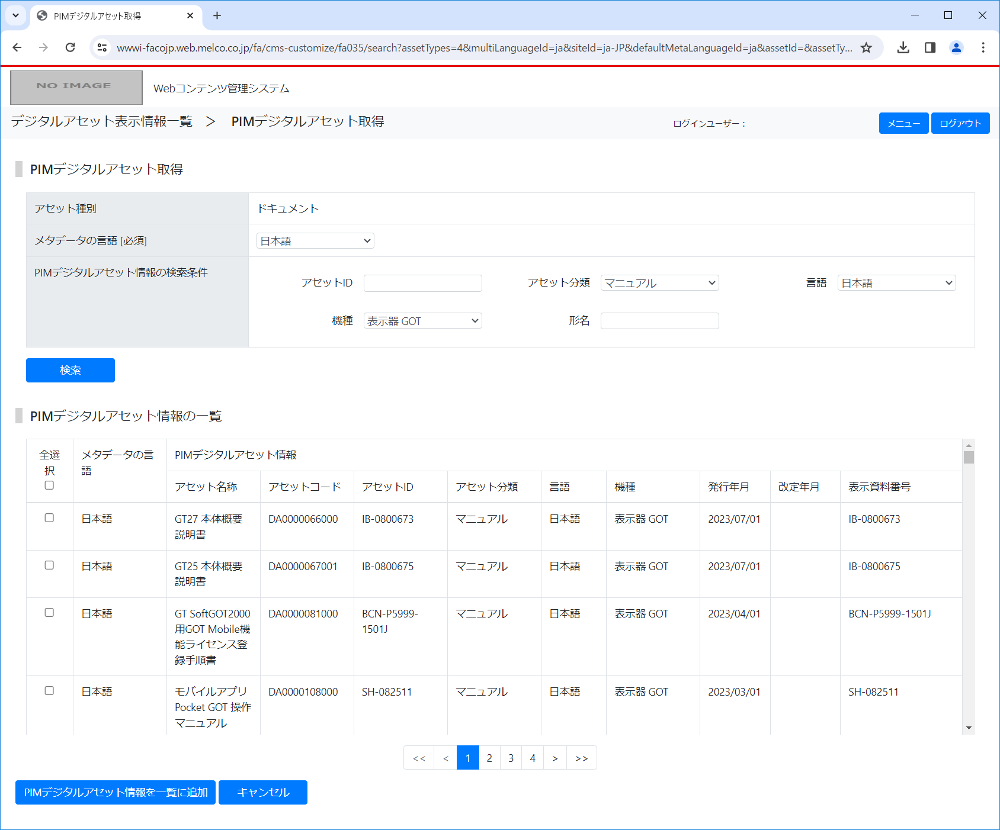 PIMデジタルアセット取得
wwwi-facojp.web.melco.co.jp/fa/cms-customize/fa035/search?assetTypes=4&multiLanguageId=ja&siteId=ja-JP&defaultMetaLanguageId=ja&assetId=&assetTy...
NO IMAGE
Webコンテンツ管理システム
デジタルアセット表示情報一覧 > PIMデジタルアセット取得
ログインユーザー：
メニュー
ログアウト
PIMデジタルアセット取得
アセット種別 ドキュメント
メタデータの言語 [必須] 日本語
PIMデジタルアセット情報の検索条件
アセットID アセット分類 マニュアル 言語 日本語
機種 表示器 GOT 形名
検索
PIMデジタルアセット情報の一覧
全選
択
メタデータの言
語
PIMデジタルアセット情報
アセット名称 アセットコード アセットID アセット分類 言語 機種 発行年月 改定年月 表示資料番号
日本語 GT27 本体概要 DA0000066000 IB-0800673 マニュアル 日本語 表示器 GOT 2023/07/01 IB-0800673
説明書
日本語 GT25 本体概要 DA0000067001 IB-0800675 マニュアル 日本語 表示器 GOT 2023/07/01 IB-0800675
説明書
日本語 GT SoftGOT2000 DA0000081000 BCN-P5999- マニュアル 日本語 表示器 GOT 2023/04/01 BCN-P5999-1501J
用GOT Mobile機 1501J
能ライセンス登
録手順書
日本語 モバイルアプリ DA0000108000 SH-082511 マニュアル 日本語 表示器 GOT 2023/03/01 SH-082511
Pocket GOT 操作
マニュアル
<< < 1 2 3 4 > >>
PIMデジタルアセット情報を一覧に追加
キャンセル